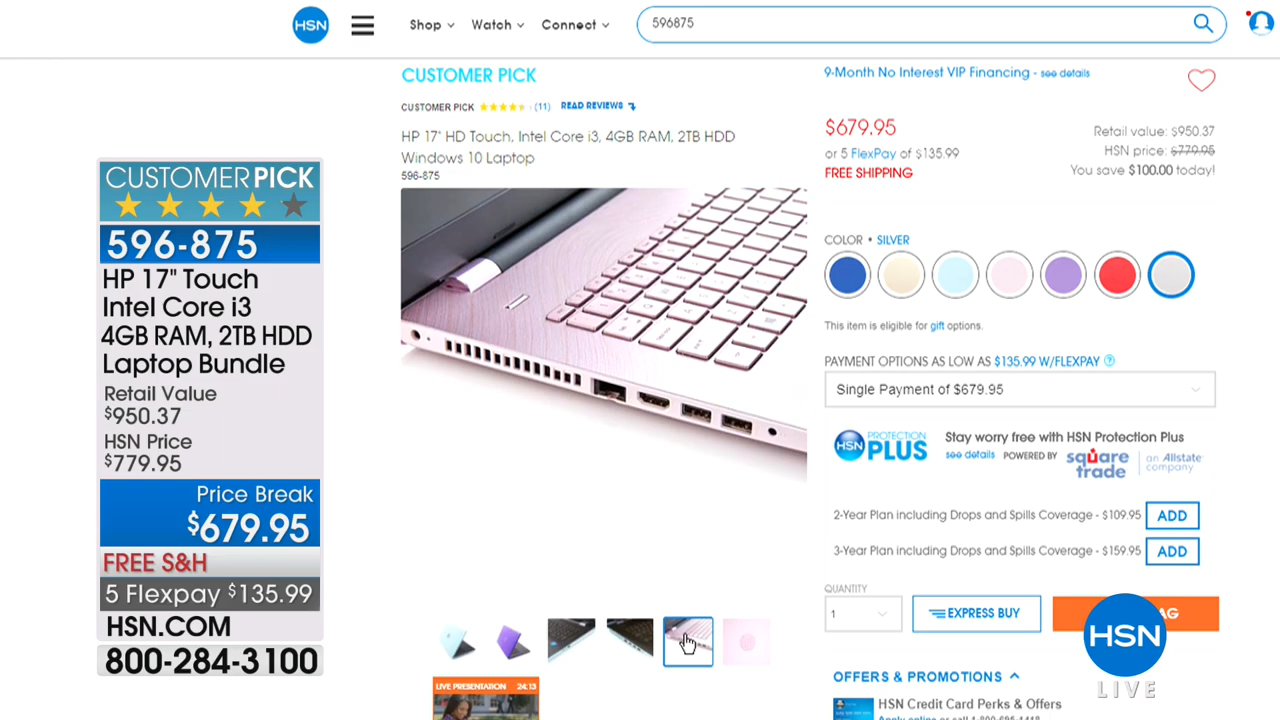 HSN
Shop
Watch
Connect
596875
CUSTOMER PICK
CUSTOMER PICK (11) READ REVIEWS
HP 17" HD Touch, Intel Core i3, 4GB RAM, 2TB HDD
Windows 10 Laptop
596-875
9-Month No Interest VIP Financing - see details
$679.95
or 5 FlexPay of $135.99
FREE SHIPPING
Retail value: $950.37
HSN price: $779.95
You save $100.00 today!
COLOR • SILVER
This item is eligible for gift options.
PAYMENT OPTIONS AS LOW AS $135.99 W/FLEXPAY ?
Single Payment of $679.95
HSN PROTECTION PLUS
Stay worry free with HSN Protection Plus
see details POWERED BY square trade an Allstate company
2-Year Plan including Drops and Spills Coverage - $109.95 ADD
3-Year Plan including Drops and Spills Coverage - $159.95 ADD
QUANTITY
1
EXPRESS BUY
AG
OFFERS & PROMOTIONS
HSN Credit Card Perks & Offers
LIVE PRESENTATION 24:13
CUSTOMER PICK
596-875
HP 17" Touch
Intel Core i3
4GB RAM, 2TB HDD
Laptop Bundle
Retail Value
$950.37
HSN Price
$779.95
Price Break
$679.95
FREE S&H
5 Flexpay $135.99
HSN.COM
800-284-3100
HSN
LIVE